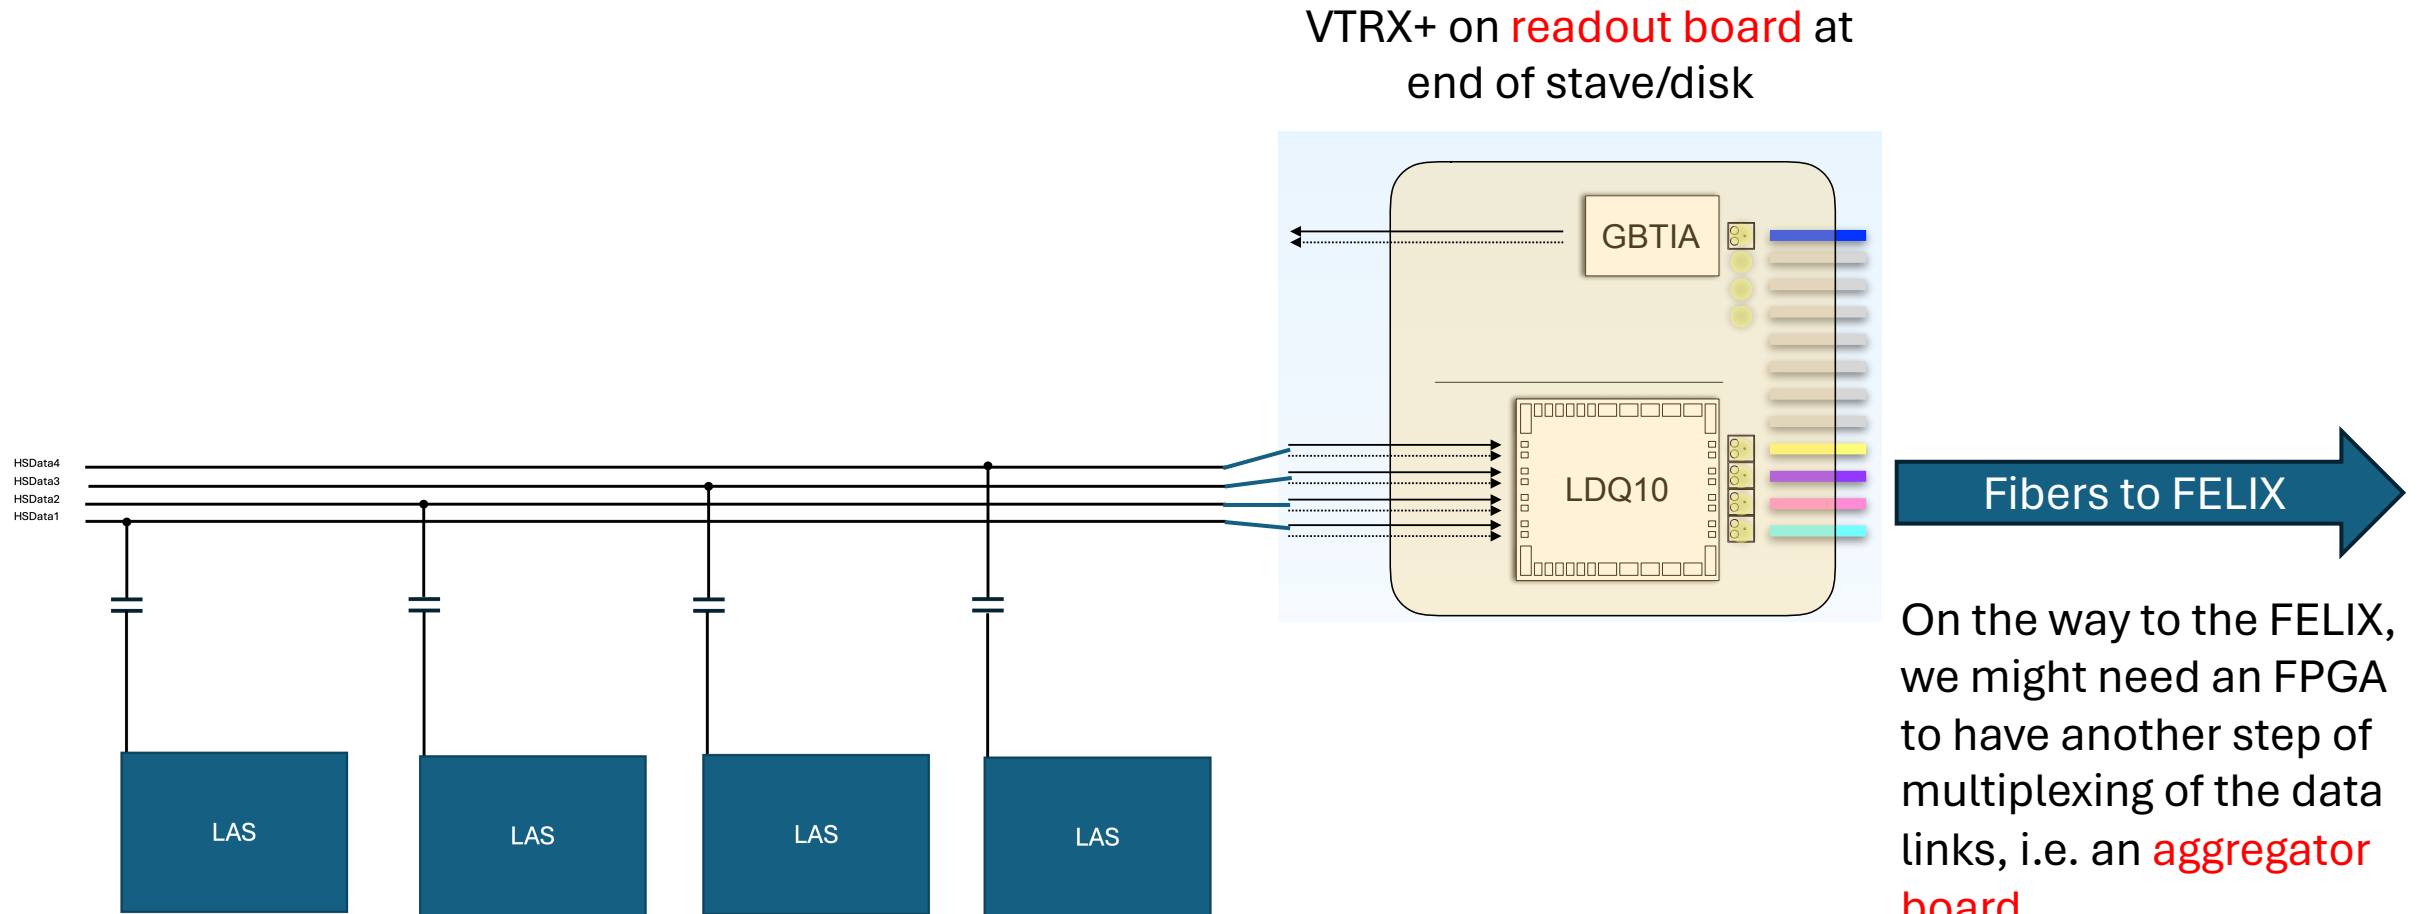 VTRX+ on readout board at
end of stave/disk
GBTIA
HSData4
HSData3
HSData2
HSData1
LDQ10
Fibers to FELIX
On the way to the FELIX,
we might need an FPGA
to have another step of
multiplexing of the data
links, i.e. an aggregator
board
LAS
LAS
LAS
LAS